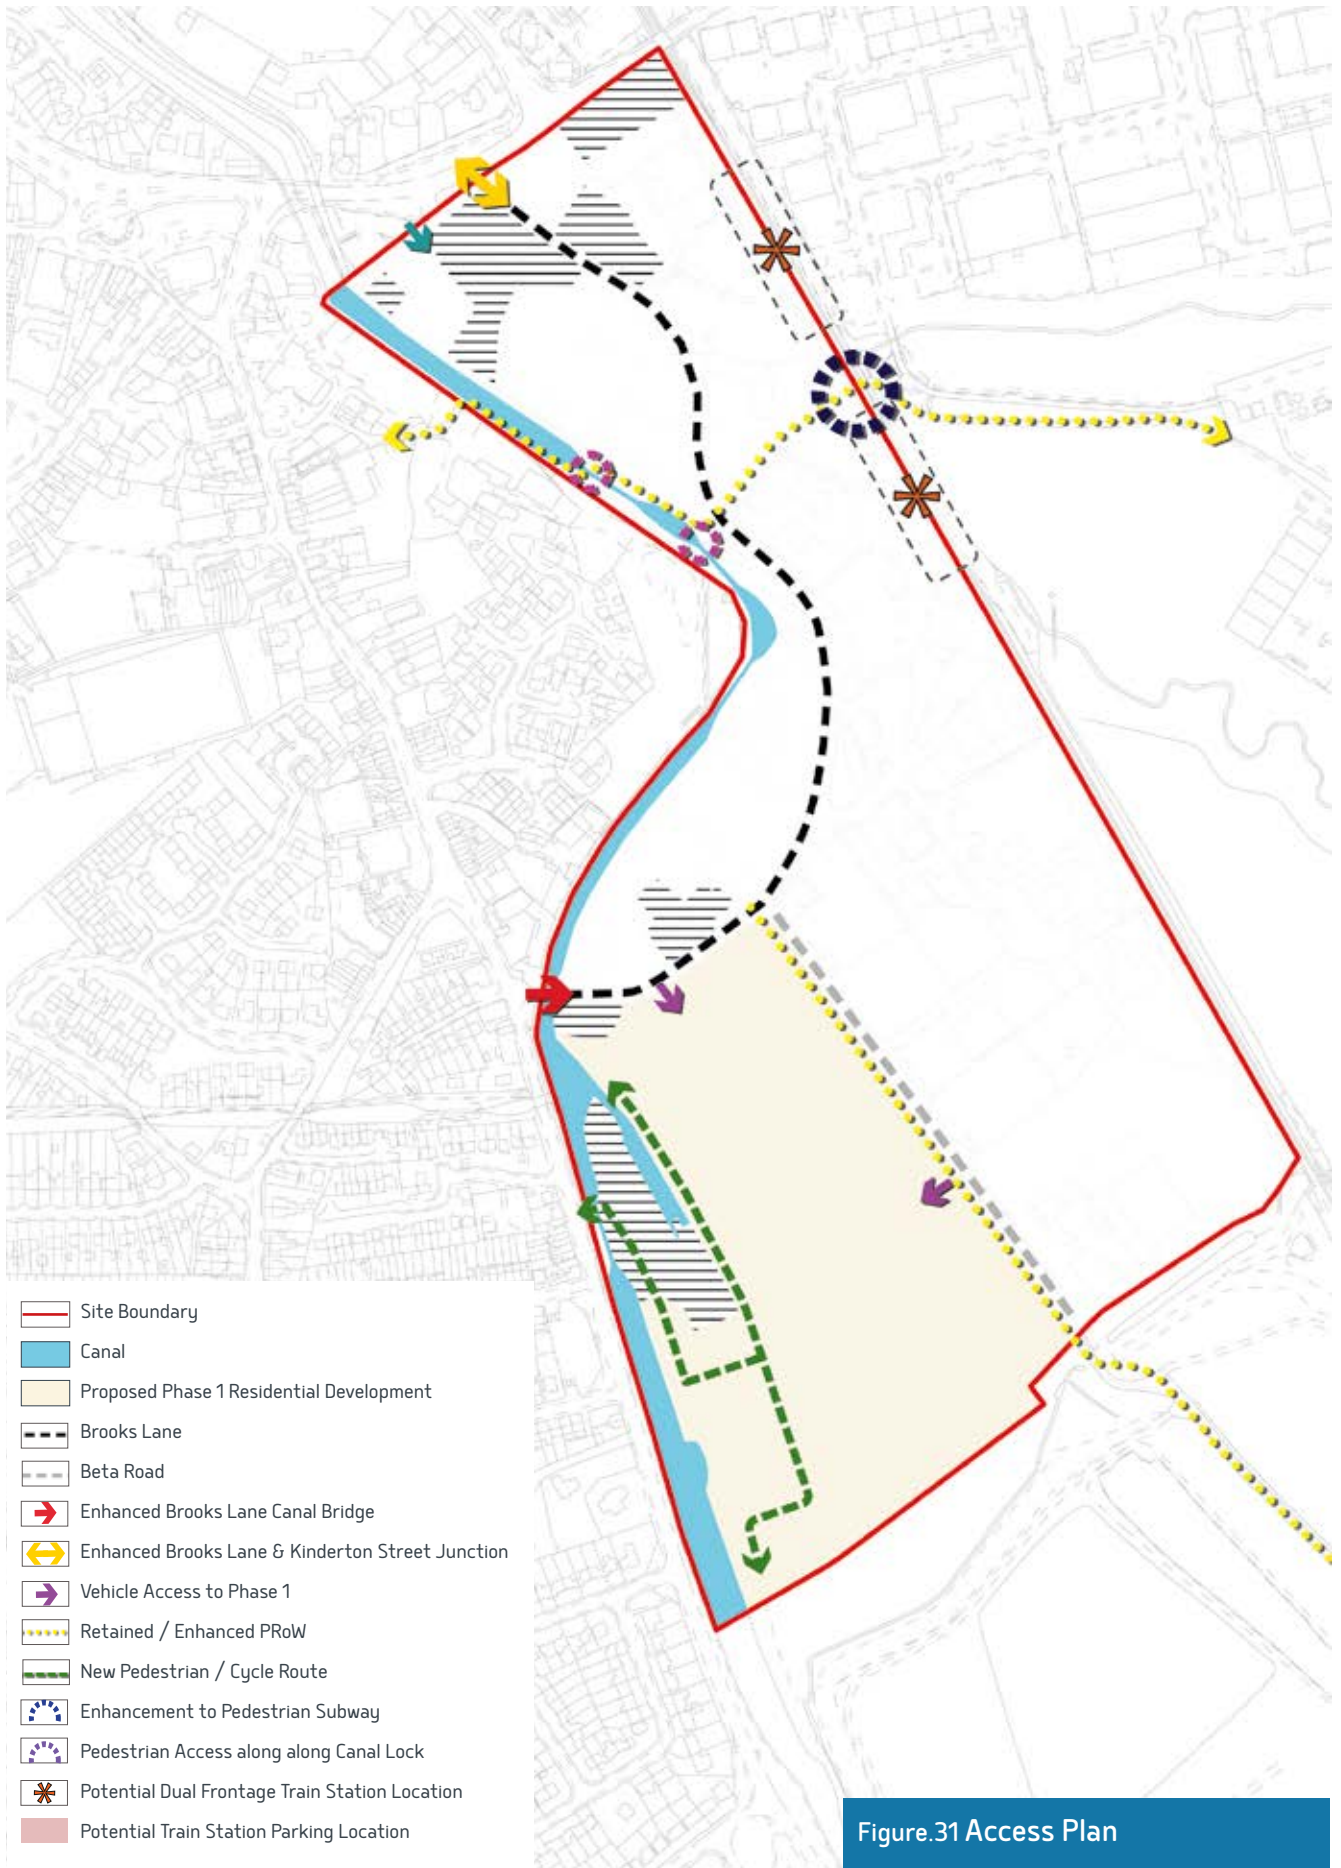 Site Boundary
Canal
Proposed Phase 1 Residential Development
Brooks Lane
Beta Road
Enhanced Brooks Lane Canal Bridge
Enhanced Brooks Lane & Kinderton Street Junction
Vehicle Access to Phase 1
Retained / Enhanced PRoW
New Pedestrian / Cycle Route
Enhancement to Pedestrian Subway
Pedestrian Access along along Canal Lock
Potential Dual Frontage Train Station Location
Potential Train Station Parking Location
Figure.31 Access Plan